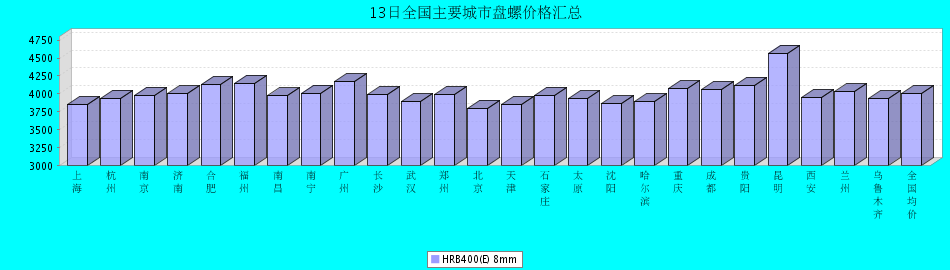 13日全国主要城市盘螺价格汇总
4750
4500
4250
4000
3750
3500
3250
3000
上海
杭州
南京
济南
合肥
福州
南昌
南宁
广州
长沙
武汉
郑州
北京
天津
石家庄
太原
沈阳
哈尔滨
重庆
成都
贵阳
昆明
西安
兰州
乌鲁木齐
全国均价
HRB400(E) 8mm